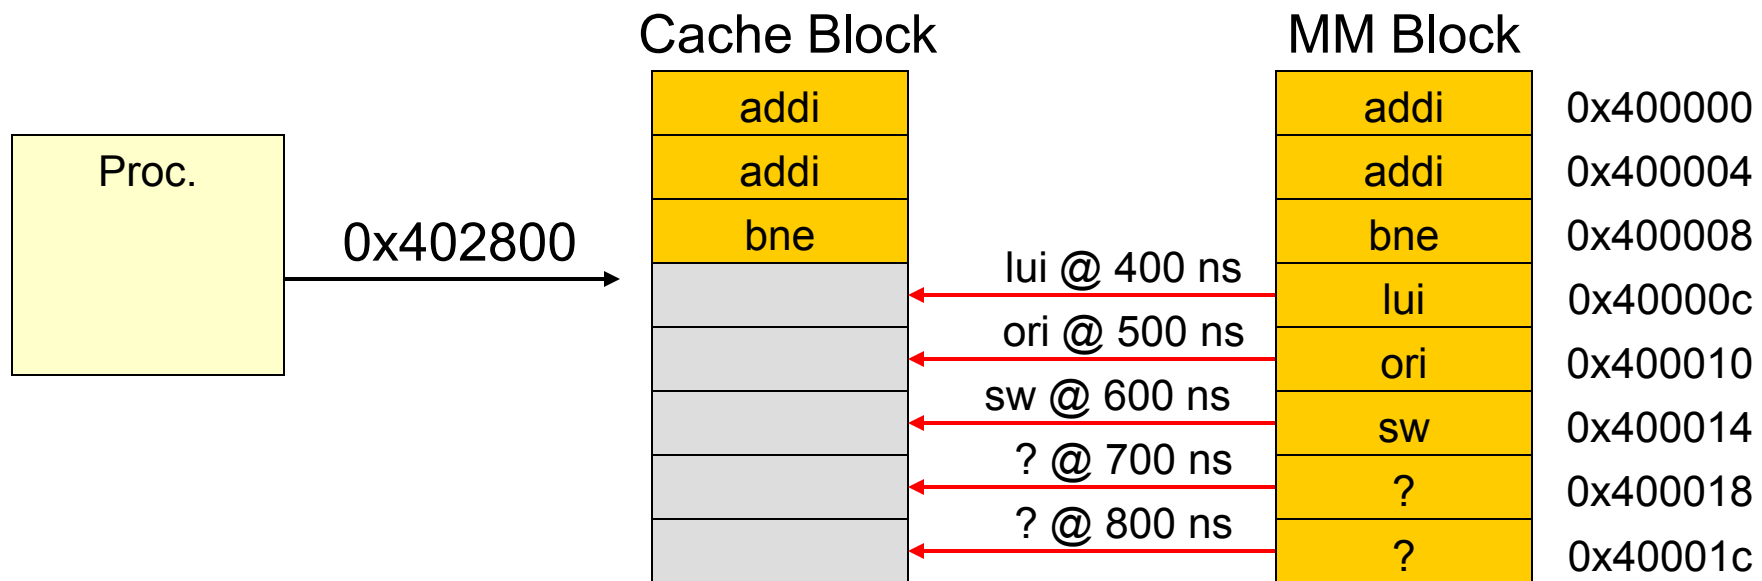 Cache Block
MM Block
addi
addi
0x400000
Proc.
addi
addi
0x400004
0x402800
bne
bne
0x400008
lui @ 400 ns
lui
0x40000c
ori @ 500 ns
ori
0x400010
sw @ 600 ns
sw
0x400014
? @ 700 ns
?
0x400018
? @ 800 ns
?
0x40001c